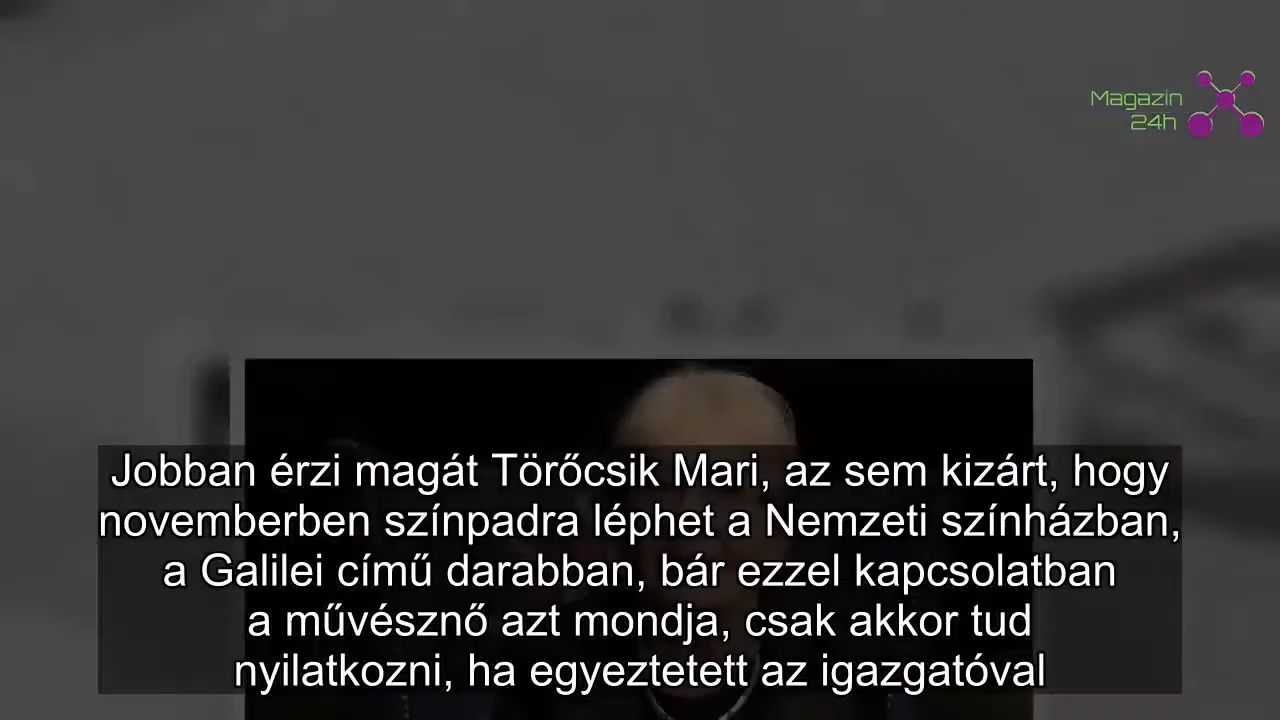 Magazin
24h
Jobban érzi magát Törőcsik Mari, az sem kizárt, hogy
novemberben színpadra léphet a Nemzeti színházban,
a Galilei című darabban, bár ezzel kapcsolatban
a művésznő azt mondja, csak akkor tud
nyilatkozni, ha egyeztetett az igazgatóval